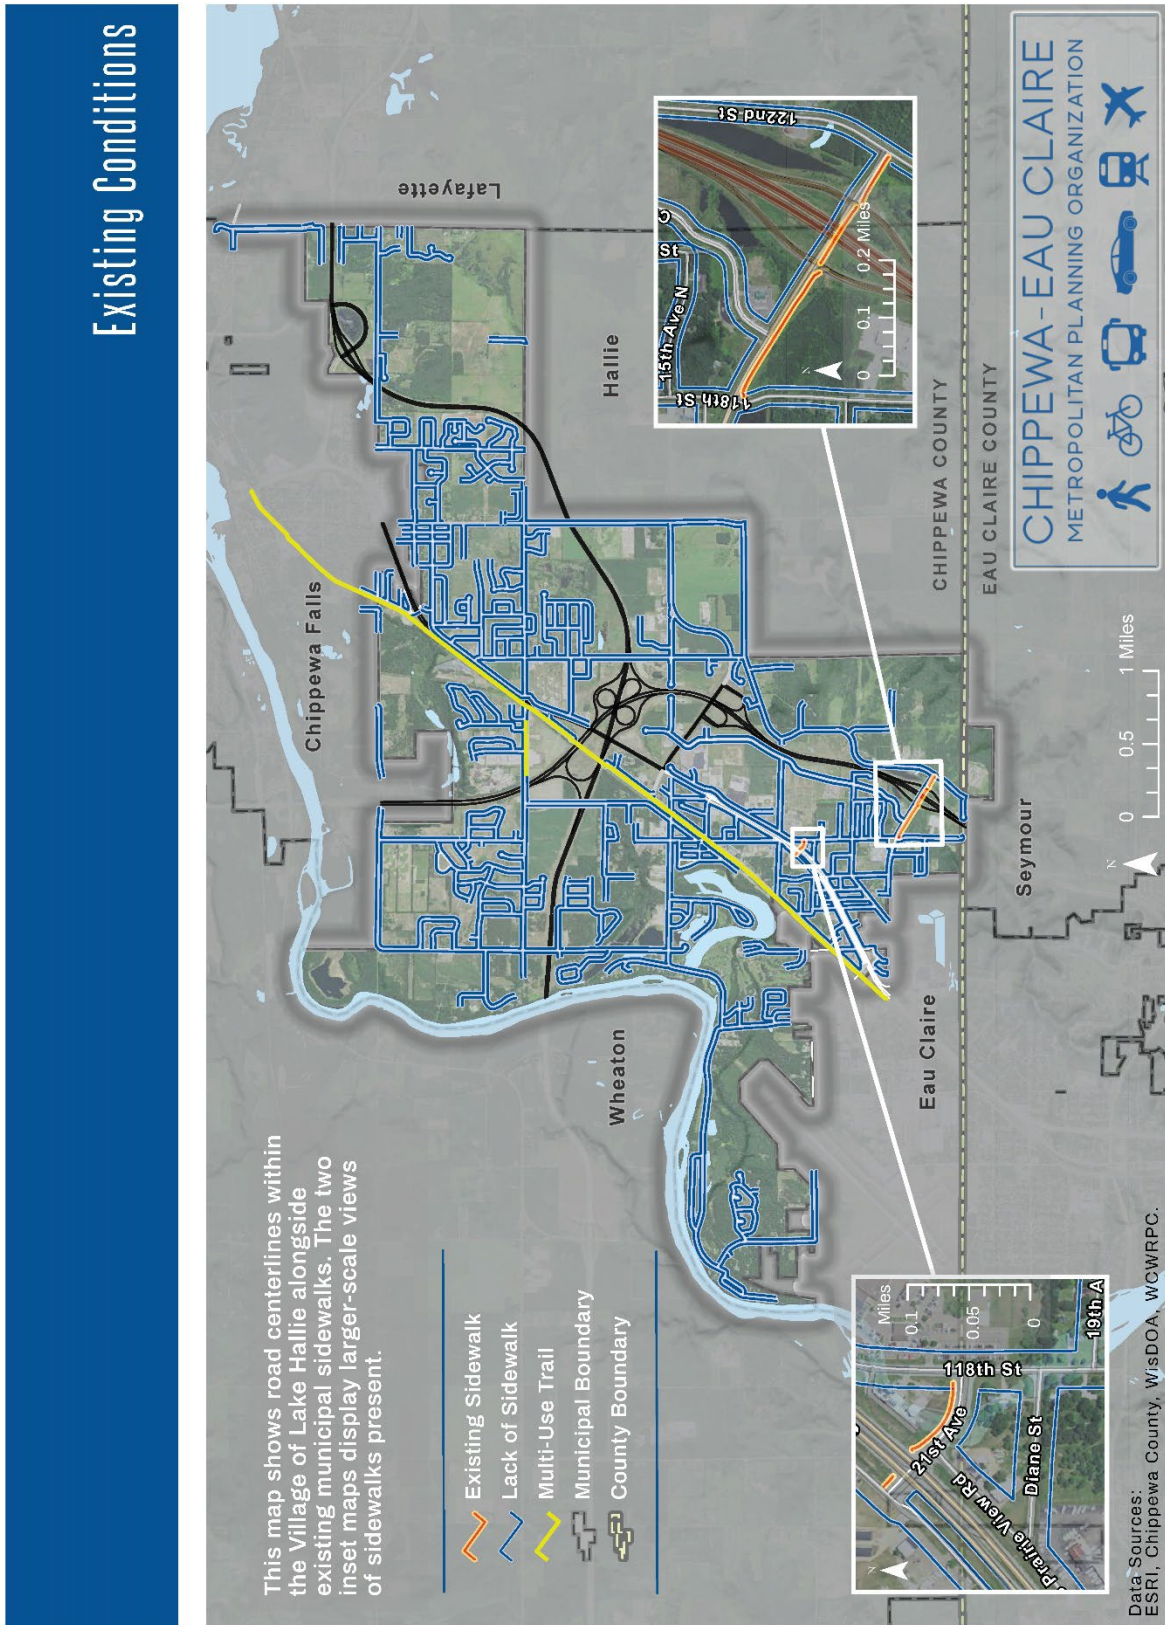 Existing Conditions
This map shows road centerlines within
the Village of Lake Hallie alongside
existing municipal sidewalks. The two
inset maps display larger-scale views
of sidewalks present.
Existing Sidewalk
Lack of Sidewalk
Multi-Use Trail
Municipal Boundary
County Boundary
Chippewa Falls
Lafayette
Wheaton
Hallie
Eau Claire
Seymour
CHIPPEWA COUNTY
EAU CLAIRE COUNTY
118th St
15th Ave N
St
C
122nd St
N
0 0.1 0.2 Miles
N
Miles
0.1
0.05
0
21st Ave
118th St
Prairie View Rd
Diane St
19th A
N
0 0.5 1 Miles
CHIPPEWA-EAU CLAIRE
METROPOLITAN PLANNING ORGANIZATION
Data Sources:
ESRI, Chippewa County, WisDOA, WCWRPC.